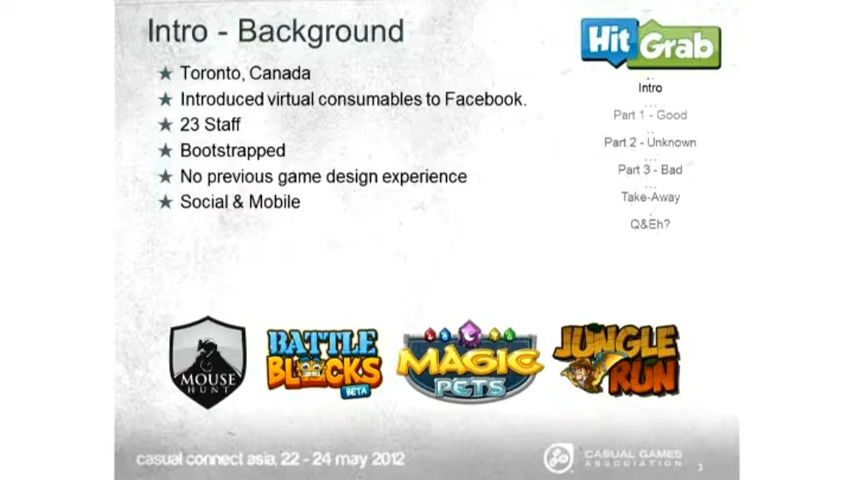 Intro - Background
★ Toronto, Canada
★ Introduced virtual consumables to Facebook.
★ 23 Staff
★ Bootstrapped
★ No previous game design experience
★ Social & Mobile
Hit Grab
Intro
...
Part 1 - Good
...
Part 2 - Unknown
...
Part 3 - Bad
...
Take-Away
Q&Eh?
MOUSE
HUNT
BATTLE
BLOCKS
BETA
MAGIC
PETS
JUNGLE
RUN
casual connect asia, 22 - 24 may 2012
CASUAL GAMES
ASSOCIATION
3